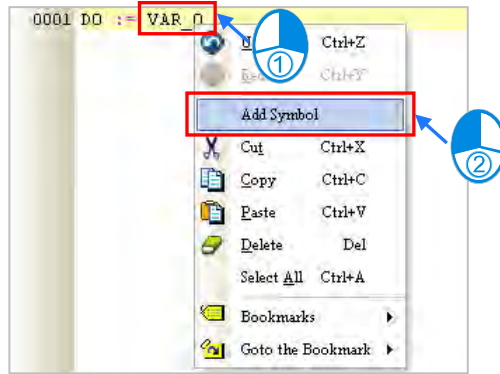 0001 DO := VAR_0
U Ctrl+Z
①
Redo Ctrl+Y
Add Symbol
Cut Ctrl+X
②
Copy Ctrl+C
Paste Ctrl+V
Delete Del
Select All Ctrl+A
Bookmarks
Goto the Bookmark